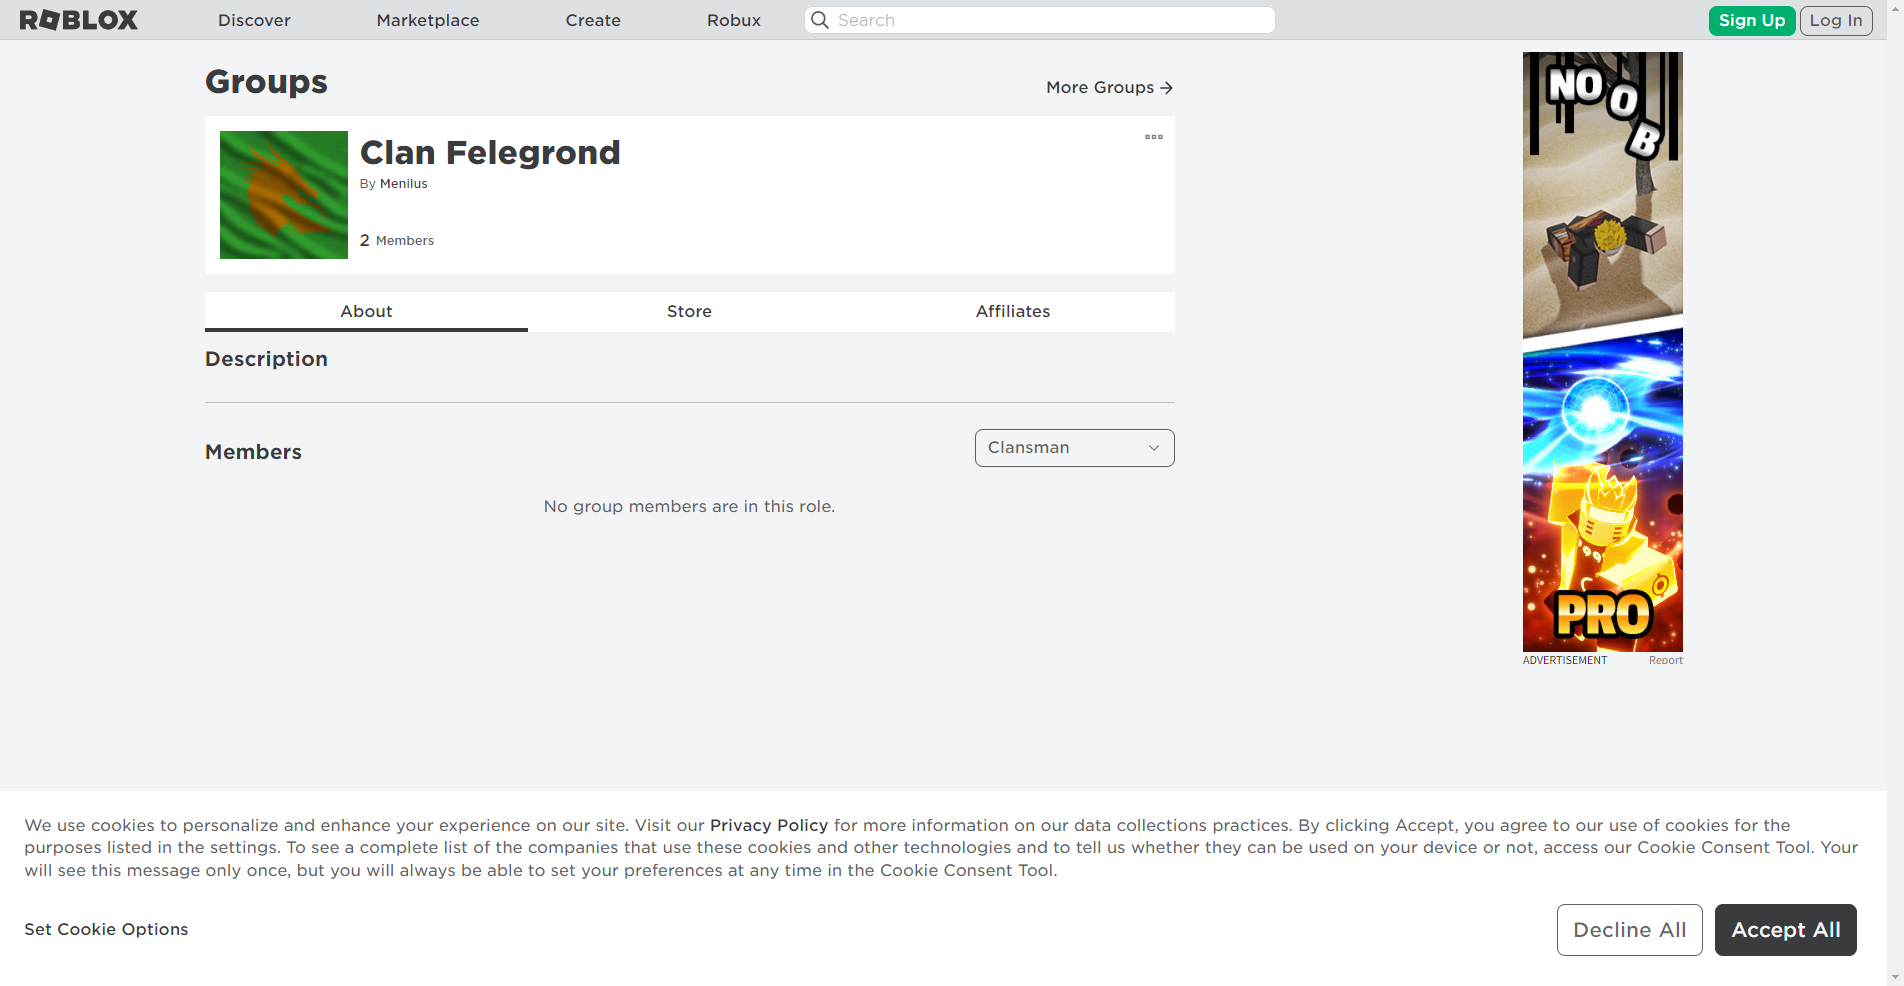 ROBLOX
Discover
Marketplace
Create
Robux
Search
Sign Up
Log In
Groups
More Groups
Clan Felegrond
By Menilus
2 Members
About
Store
Affiliates
Description
Members
Clansman
No group members are in this role.
NOOB
PRO
ADVERTISEMENT
Report
We use cookies to personalize and enhance your experience on our site. Visit our Privacy Policy for more information on our data collections practices. By clicking Accept, you agree to our use of cookies for the
purposes listed in the settings. To see a complete list of the companies that use these cookies and other technologies and to tell us whether they can be used on your device or not, access our Cookie Consent Tool. Your
will see this message only once, but you will always be able to set your preferences at any time in the Cookie Consent Tool.
Set Cookie Options
Decline All
Accept All